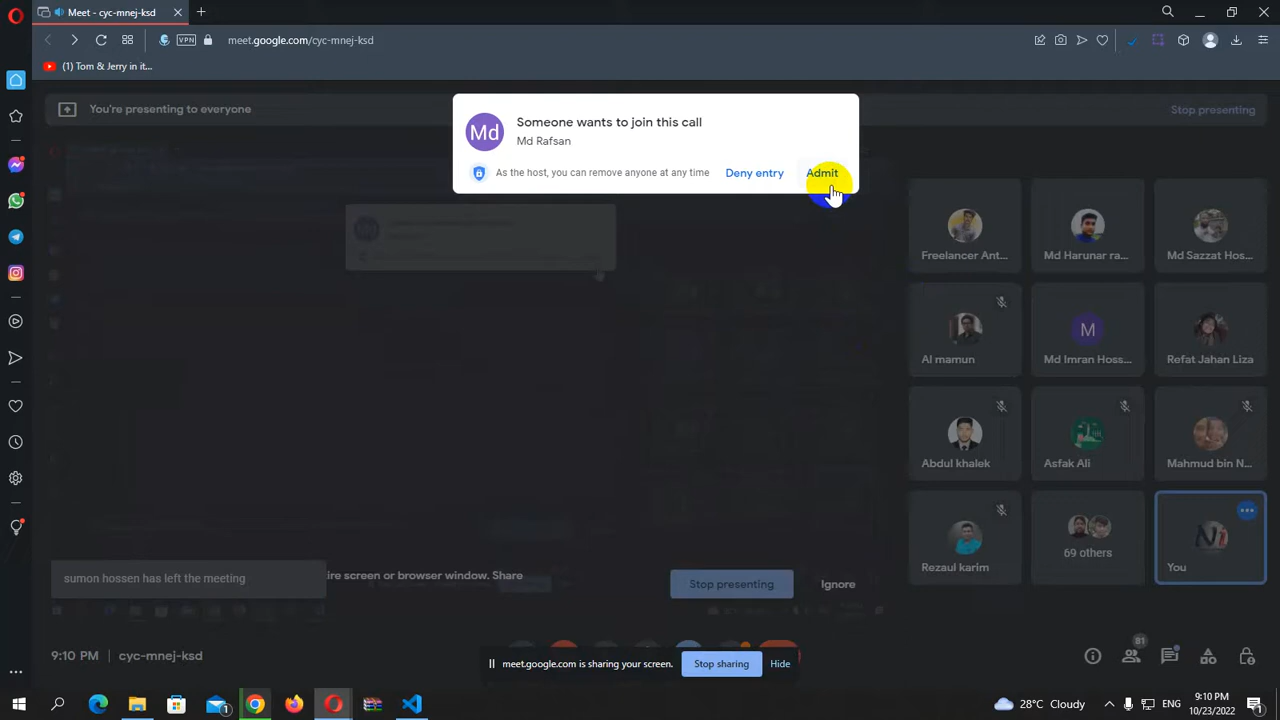 Meet - cyc-mnej-ksd
VPN
meet.google.com/cyc-mnej-ksd
(1) Tom & Jerry in it...
You're presenting to everyone
Stop presenting
Md
Someone wants to join this call
Md Rafsan
As the host, you can remove anyone at any time
Deny entry
Admit
Freelancer Ant...
Md Harunar ra...
Md Sazzat Hos...
Al mamun
M
Md Imran Hoss...
Refat Jahan Liza
Abdul khalek
Asfak Ali
Mahmud bin N...
Rezaul karim
69 others
You
sumon hossen has left the meeting
ire screen or browser window. Share
Stop presenting
Ignore
9:10 PM
cyc-mnej-ksd
meet.google.com is sharing your screen.
Stop sharing
Hide
81
1
28°C Cloudy
ENG
9:10 PM
10/23/2022